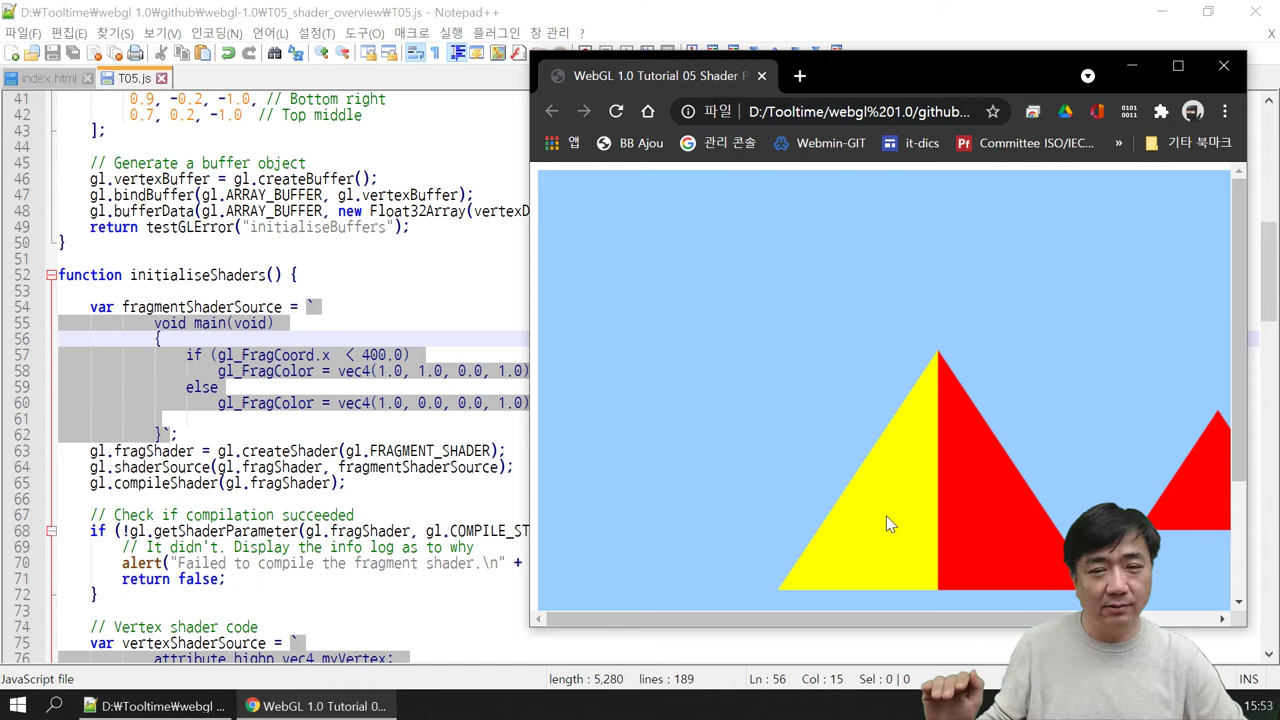 D:₩Tooltime₩webgl 1.0₩github₩webgl-1.0₩T05_shader_overview₩T05.js - Notepad++
파일(F) 편집(E) 찾기(S) 보기(V) 인코딩(N) 언어(L) 설정(T) 도구(O) 매크로 실행 플러그인 창 관리 ?
X
index.html T05.js
41 0.9, -0.2, -1.0, // Bottom right
42 0.7, 0.2, -1.0 // Top middle
43 ];
44
45 // Generate a buffer object
46 gl.vertexBuffer = gl.createBuffer();
47 gl.bindBuffer(gl.ARRAY_BUFFER, gl.vertexBuffer);
48 gl.bufferData(gl.ARRAY_BUFFER, new Float32Array(vertexD
49 return testGLError("initialiseBuffers");
50 }
51
52 function initialiseShaders() {
53
54 var fragmentShaderSource = `
55 void main(void)
56 {
57 if (gl_FragCoord.x < 400.0)
58 gl_FragColor = vec4(1.0, 1.0, 0.0, 1.0)
59 else
60 gl_FragColor = vec4(1.0, 0.0, 0.0, 1.0)
61
62 }`;
63 gl.fragShader = gl.createShader(gl.FRAGMENT_SHADER);
64 gl.shaderSource(gl.fragShader, fragmentShaderSource);
65 gl.compileShader(gl.fragShader);
66
67 // Check if compilation succeeded
68 if (!gl.getShaderParameter(gl.fragShader, gl.COMPILE_ST
69 // It didn't. Display the info log as to why
70 alert("Failed to compile the fragment shader.\n" +
71 return false;
72 }
73
74 // Vertex shader code
75 var vertexShaderSource = `
76 attribute highp vec4 myVertex;
WebGL 1.0 Tutorial 05 Shader P
파일 D:/Tooltime/webgl%201.0/github...
0101
0011
앱 BB Ajou 관리 콘솔 Webmin-GIT it-dics Committee ISO/IEC... » 기타 북마크
JavaScript file length : 5,280 lines : 189 Ln : 56 Col : 15 Sel : 0 | 0 INS
D:₩Tooltime₩webgl ... WebGL 1.0 Tutorial 0... 15:53